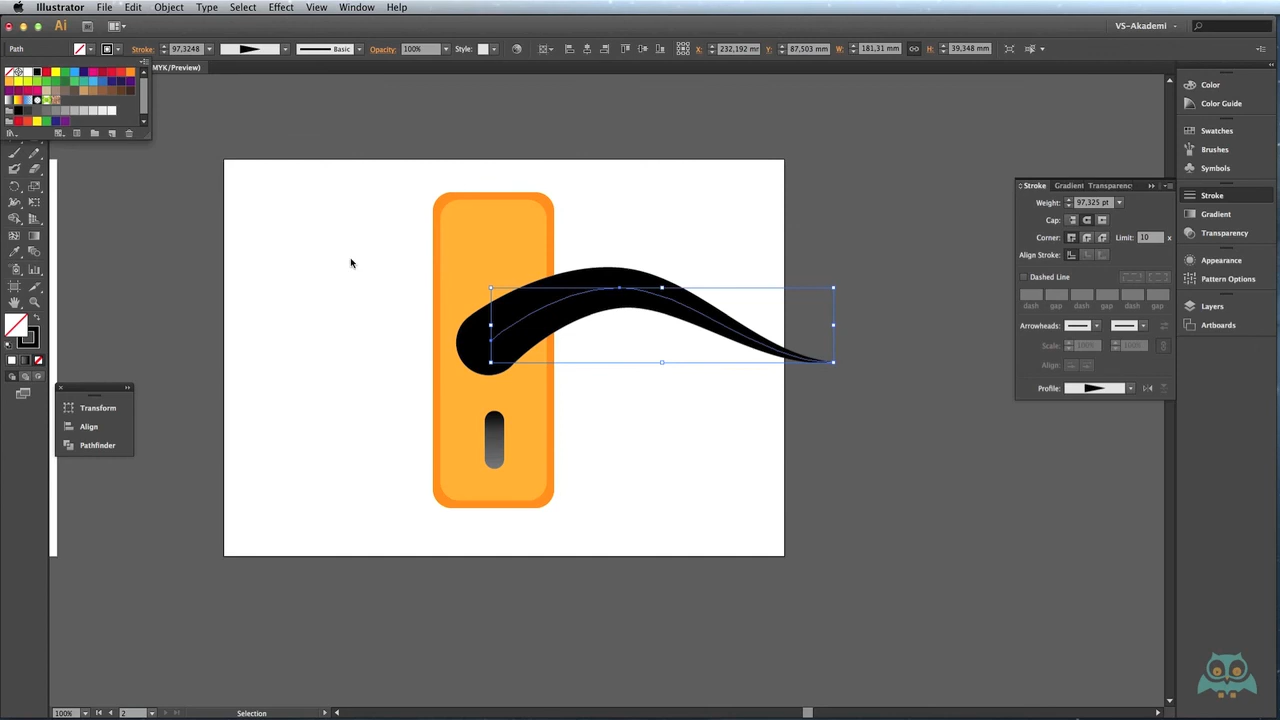 Illustrator File Edit Object Type Select Effect View Window Help
Ai VS-Akademi
Path Stroke: 97,3248 Basic Opacity: 100% Style: X: 232,192 mm Y: 87,503 mm W: 181,31 mm H: 39,348 mm
MYK/Preview)
Color
Color Guide
Swatches
Brushes
Symbols
Stroke
Gradient
Transparency
Appearance
Pattern Options
Layers
Artboards
Stroke Gradient Transparenc
Weight: 97,325 pt
Cap:
Corner: Limit: 10 x
Align Stroke:
Dashed Line
dash gap dash gap dash gap
Arrowheads:
Scale: 100% 100%
Align:
Profile:
Transform
Align
Pathfinder
100% 2 Selection